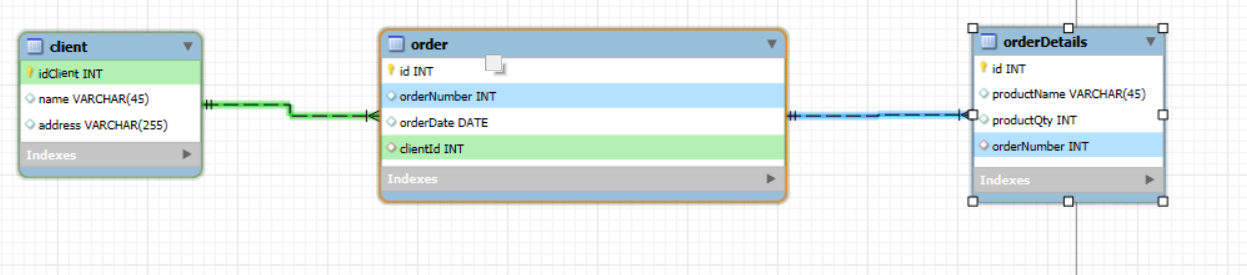 client
idClient INT
name VARCHAR(45)
address VARCHAR(255)
Indexes
order
id INT
orderNumber INT
orderDate DATE
clientId INT
Indexes
orderDetails
id INT
productName VARCHAR(45)
productQty INT
orderNumber INT
Indexes